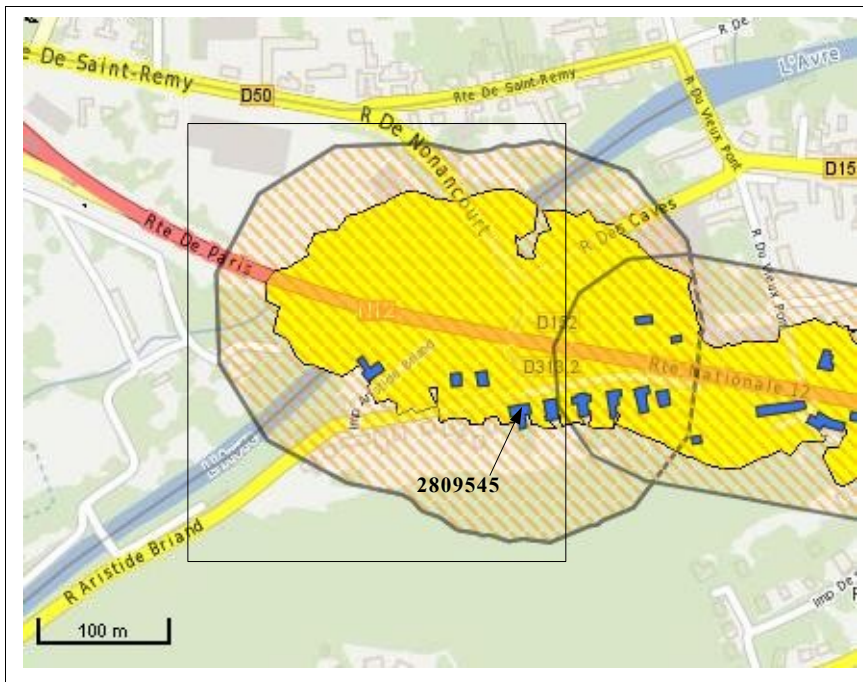 e De Saint-Remy
D50
Rte De Saint-Remy
R De Nonancourt
R D
L'Avre
R Du Vieux Pont
D15
Rte De Paris
R Des Caves
R Du Vieux Pont
N12
D152
D313.2
Rte Nationale 12
Imp Aristide Briand
2809545
R Aristide Briand
Imp De
100 m